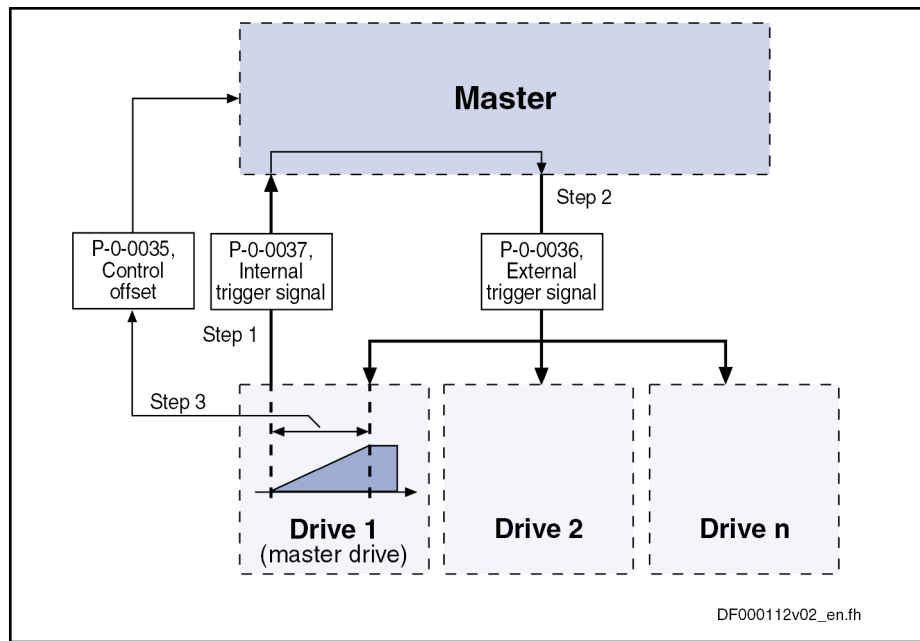 Master
Step 2
P-0-0035,
Control
offset
P-0-0037,
Internal
trigger signal
P-0-0036,
External
trigger signal
Step 1
Step 3
Drive 1
(master drive)
Drive 2
Drive n
DF000112v02_en.fh